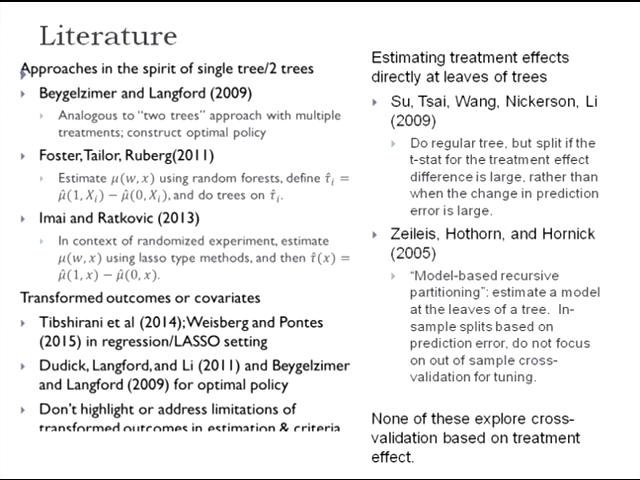 Literature
Approaches in the spirit of single tree/2 trees
Beygelzimer and Langford (2009)
Analogous to “two trees” approach with multiple
treatments; construct optimal policy
Foster, Tailor, Ruberg(2011)
Estimate μ(w, x) using random forests, define τ̂ᵢ =
μ̂(1, Xᵢ) − μ̂(0, Xᵢ), and do trees on τ̂ᵢ.
Imai and Ratkovic (2013)
In context of randomized experiment, estimate
μ(w, x) using lasso type methods, and then τ̂(x) =
μ̂(1, x) − μ̂(0, x).
Transformed outcomes or covariates
Tibshirani et al (2014); Weisberg and Pontes
(2015) in regression/LASSO setting
Dudick, Langford, and Li (2011) and Beygelzimer
and Langford (2009) for optimal policy
Don’t highlight or address limitations of
transformed outcomes in estimation & criteria
Estimating treatment effects
directly at leaves of trees
Su, Tsai, Wang, Nickerson, Li
(2009)
Do regular tree, but split if the
t-stat for the treatment effect
difference is large, rather than
when the change in prediction
error is large.
Zeileis, Hothorn, and Hornick
(2005)
“Model-based recursive
partitioning”: estimate a model
at the leaves of a tree. In-
sample splits based on
prediction error, do not focus
on out of sample cross-
validation for tuning.
None of these explore cross-
validation based on treatment
effect.